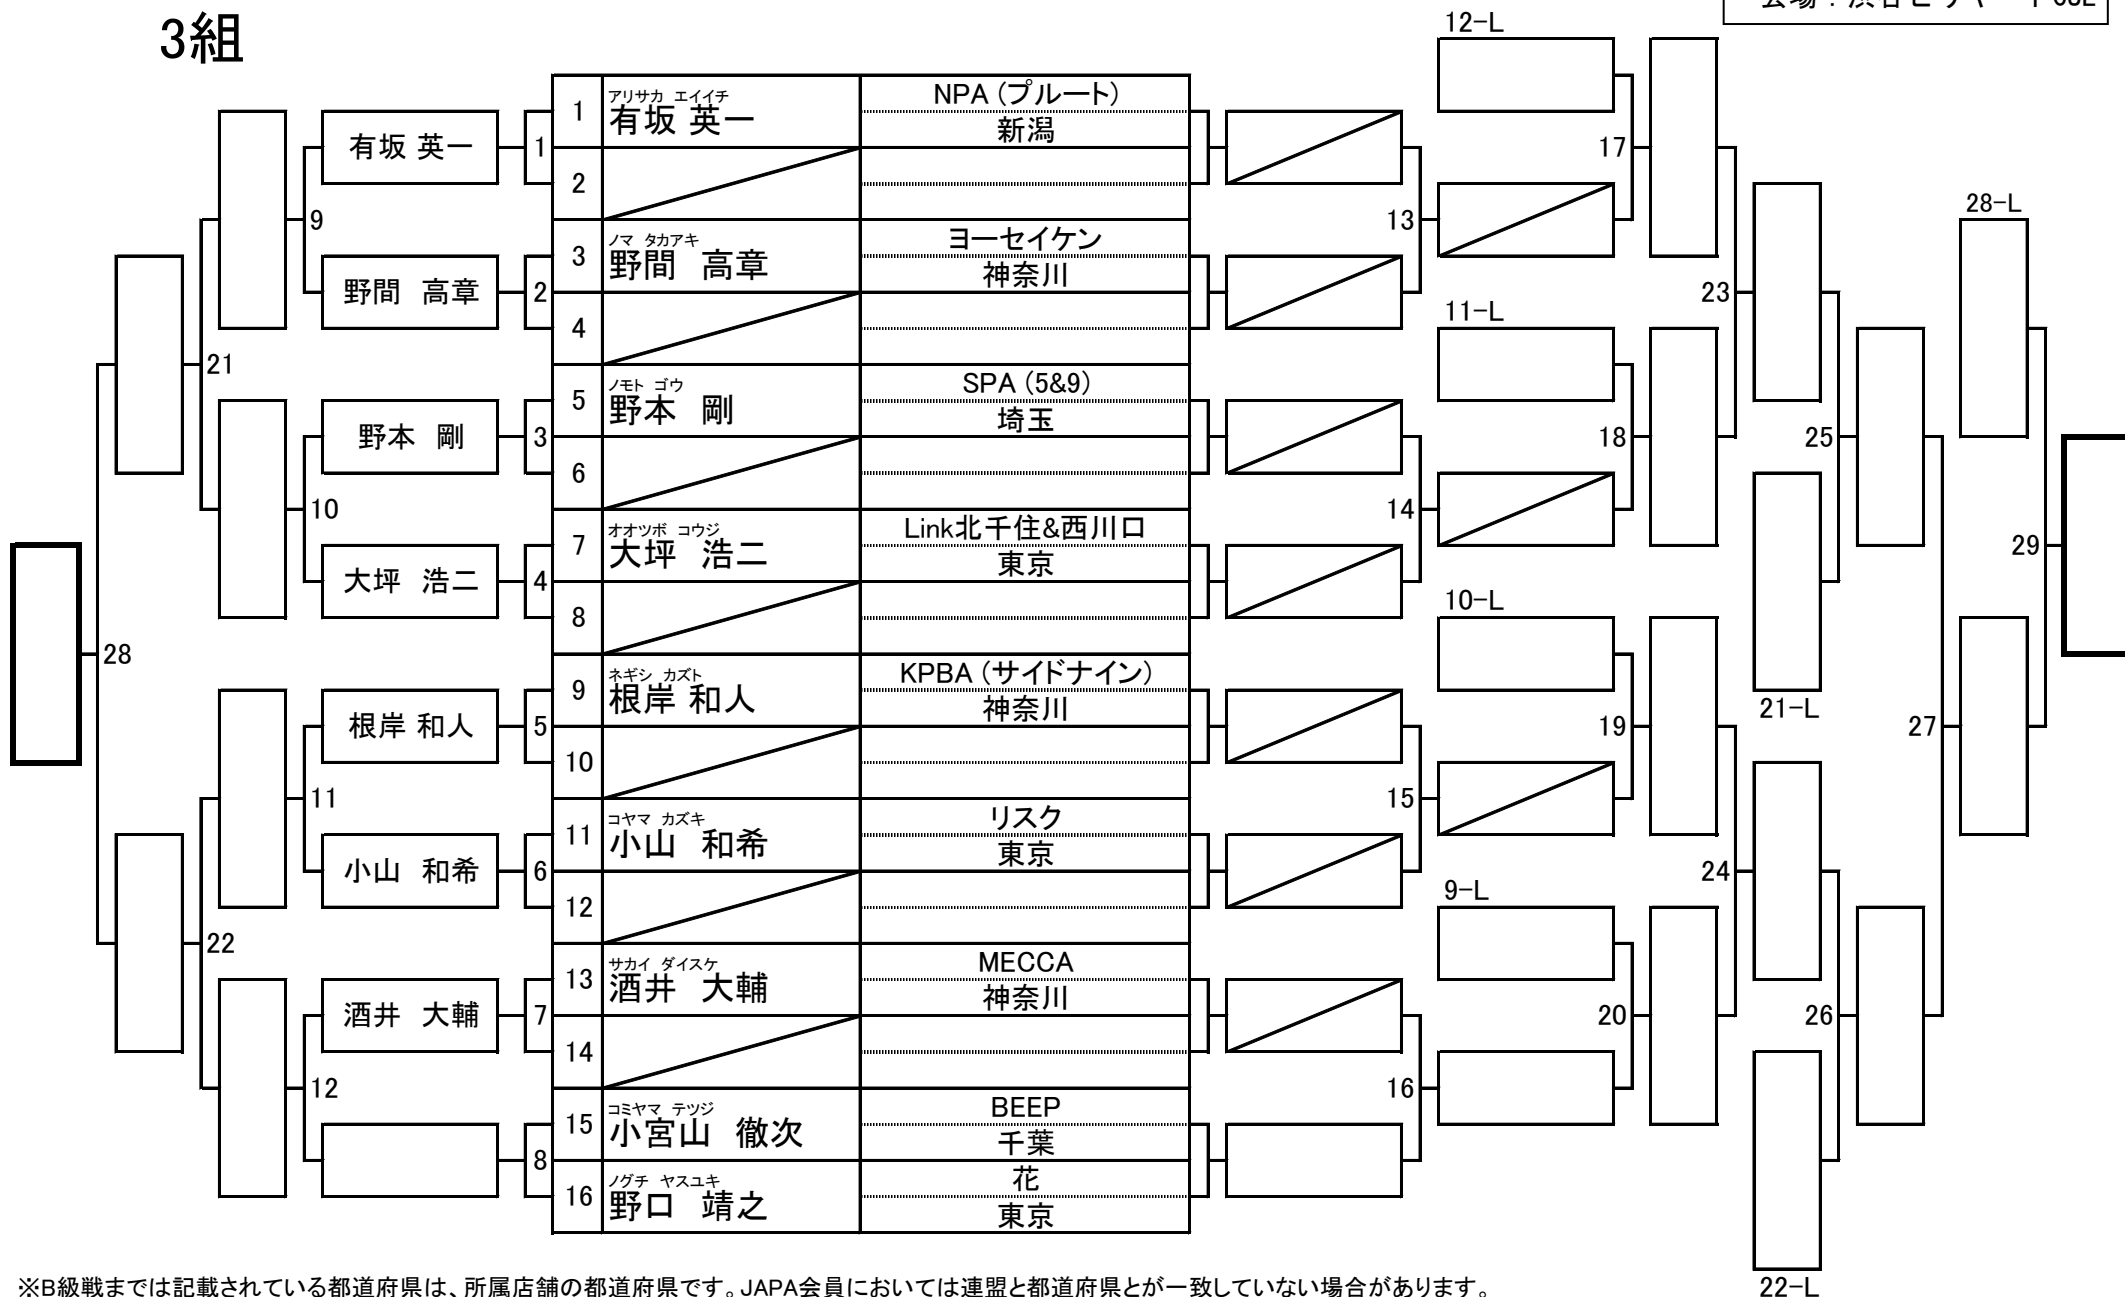 3組
12-L
1
アリサカ エイイチ
有坂 英一
NPA (プルート)
新潟
有坂 英一
1
17
2
9
13
28-L
3
ノマ タカアキ
野間 高章
ヨーセイケン
神奈川
野間 高章
2
23
4
11-L
21
5
ノモト ゴウ
野本 剛
SPA (5&9)
埼玉
野本 剛
3
18
25
6
10
14
7
オオツボ コウジ
大坪 浩二
Link北千住&西川口
東京
29
大坪 浩二
4
8
10-L
28
9
ネギシ カズト
根岸 和人
KPBA (サイドナイン)
神奈川
21-L
根岸 和人
5
19
27
10
11
15
11
コヤマ カズキ
小山 和希
リスク
東京
小山 和希
6
24
12
9-L
22
13
サカイ ダイスケ
酒井 大輔
MECCA
神奈川
酒井 大輔
7
20
26
14
12
16
15
コミヤマ テツジ
小宮山 徹次
BEEP
千葉
8
16
ノグチ ヤスユキ
野口 靖之
花
東京
22-L
※B級戦までは記載されている都道府県は、所属店舗の都道府県です。JAPA会員においては連盟と都道府県とが一致していない場合があります。